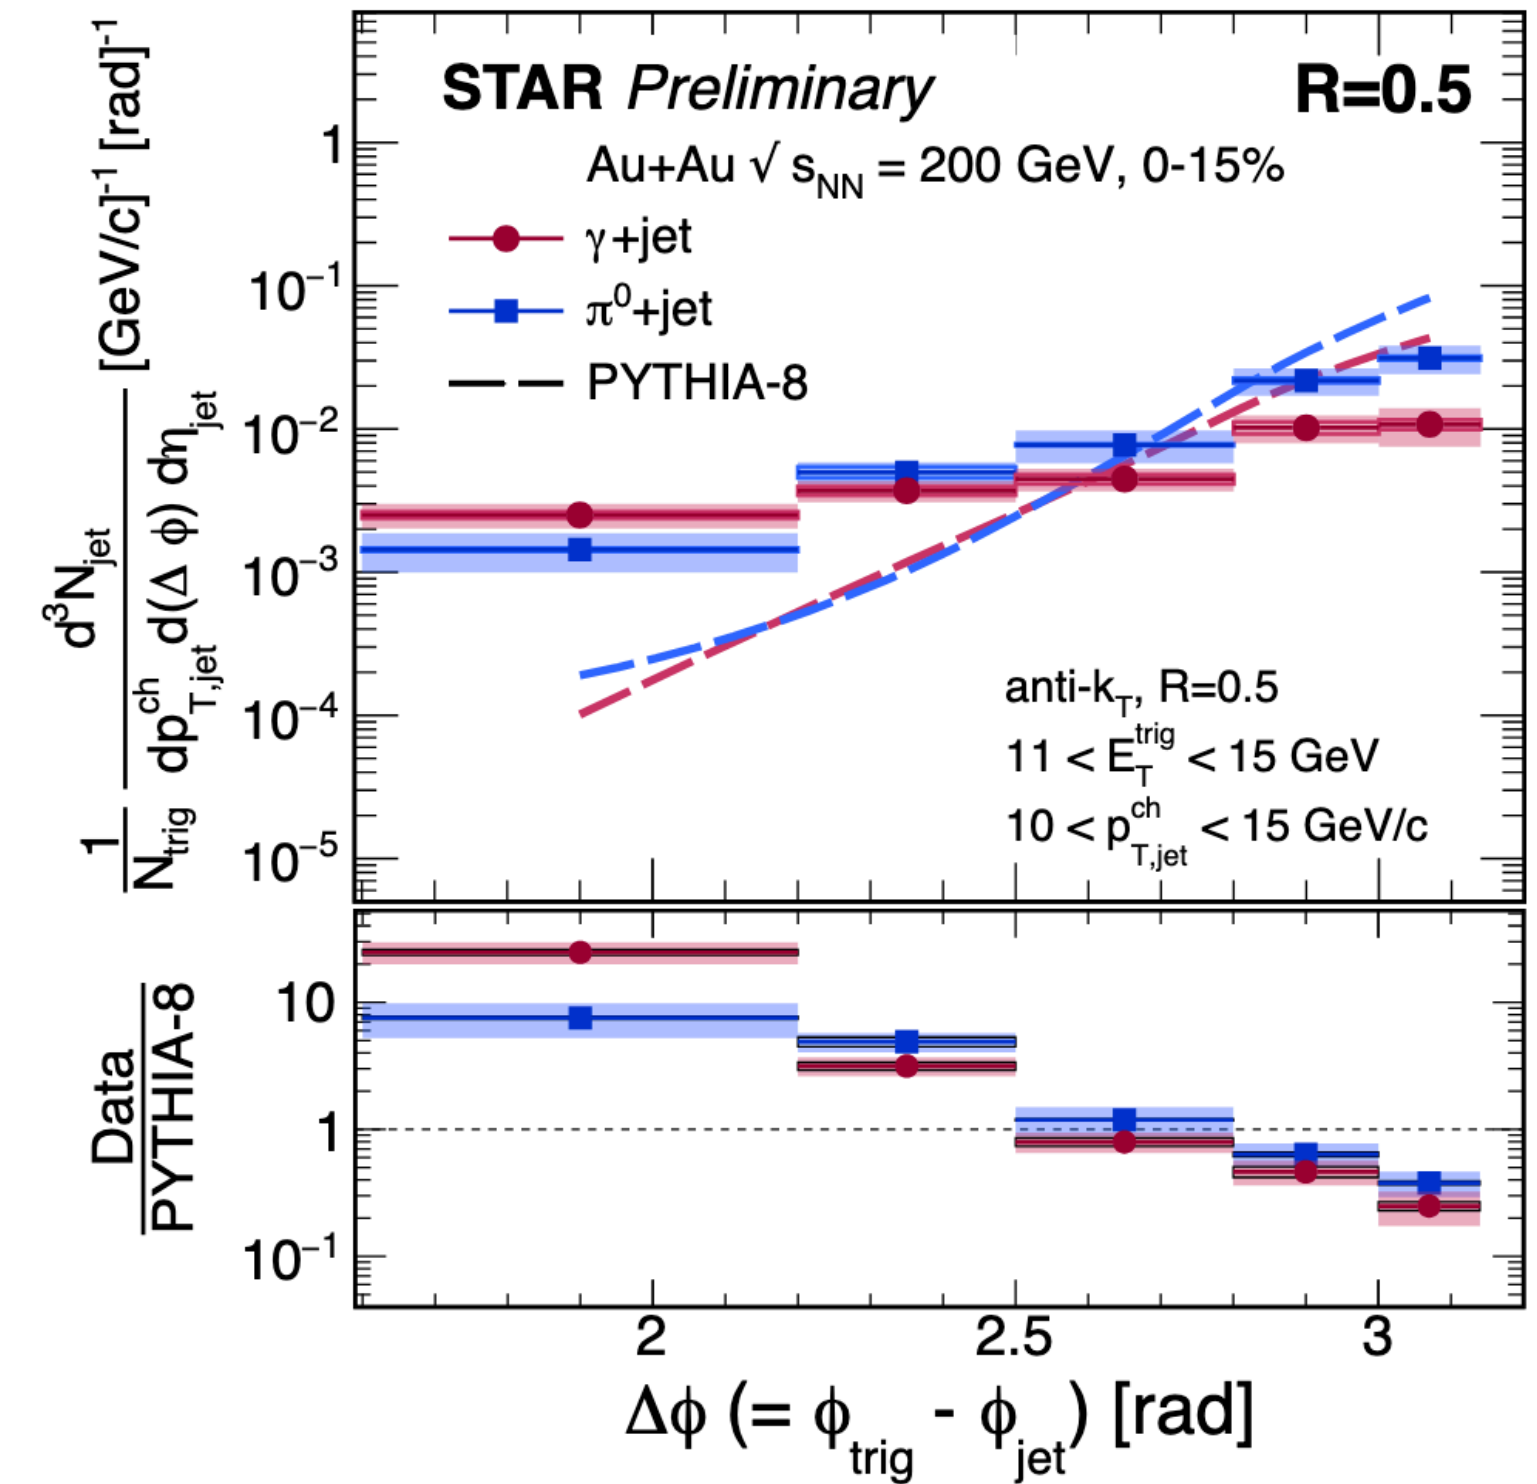 STAR Preliminary
R=0.5
Au+Au √ s_NN = 200 GeV, 0-15%
γ+jet
π⁰+jet
PYTHIA-8
anti-k_T, R=0.5
11 < E_T^trig < 15 GeV
10 < p_T,jet^ch < 15 GeV/c
1/N_trig d³N_jet/dp_T,jet^ch d(Δ ϕ) dη_jet [GeV/c]⁻¹ [rad]⁻¹
1
10⁻¹
10⁻²
10⁻³
10⁻⁴
10⁻⁵
Data
PYTHIA-8
10
1
10⁻¹
2
2.5
3
Δϕ (= ϕ_trig - ϕ_jet) [rad]